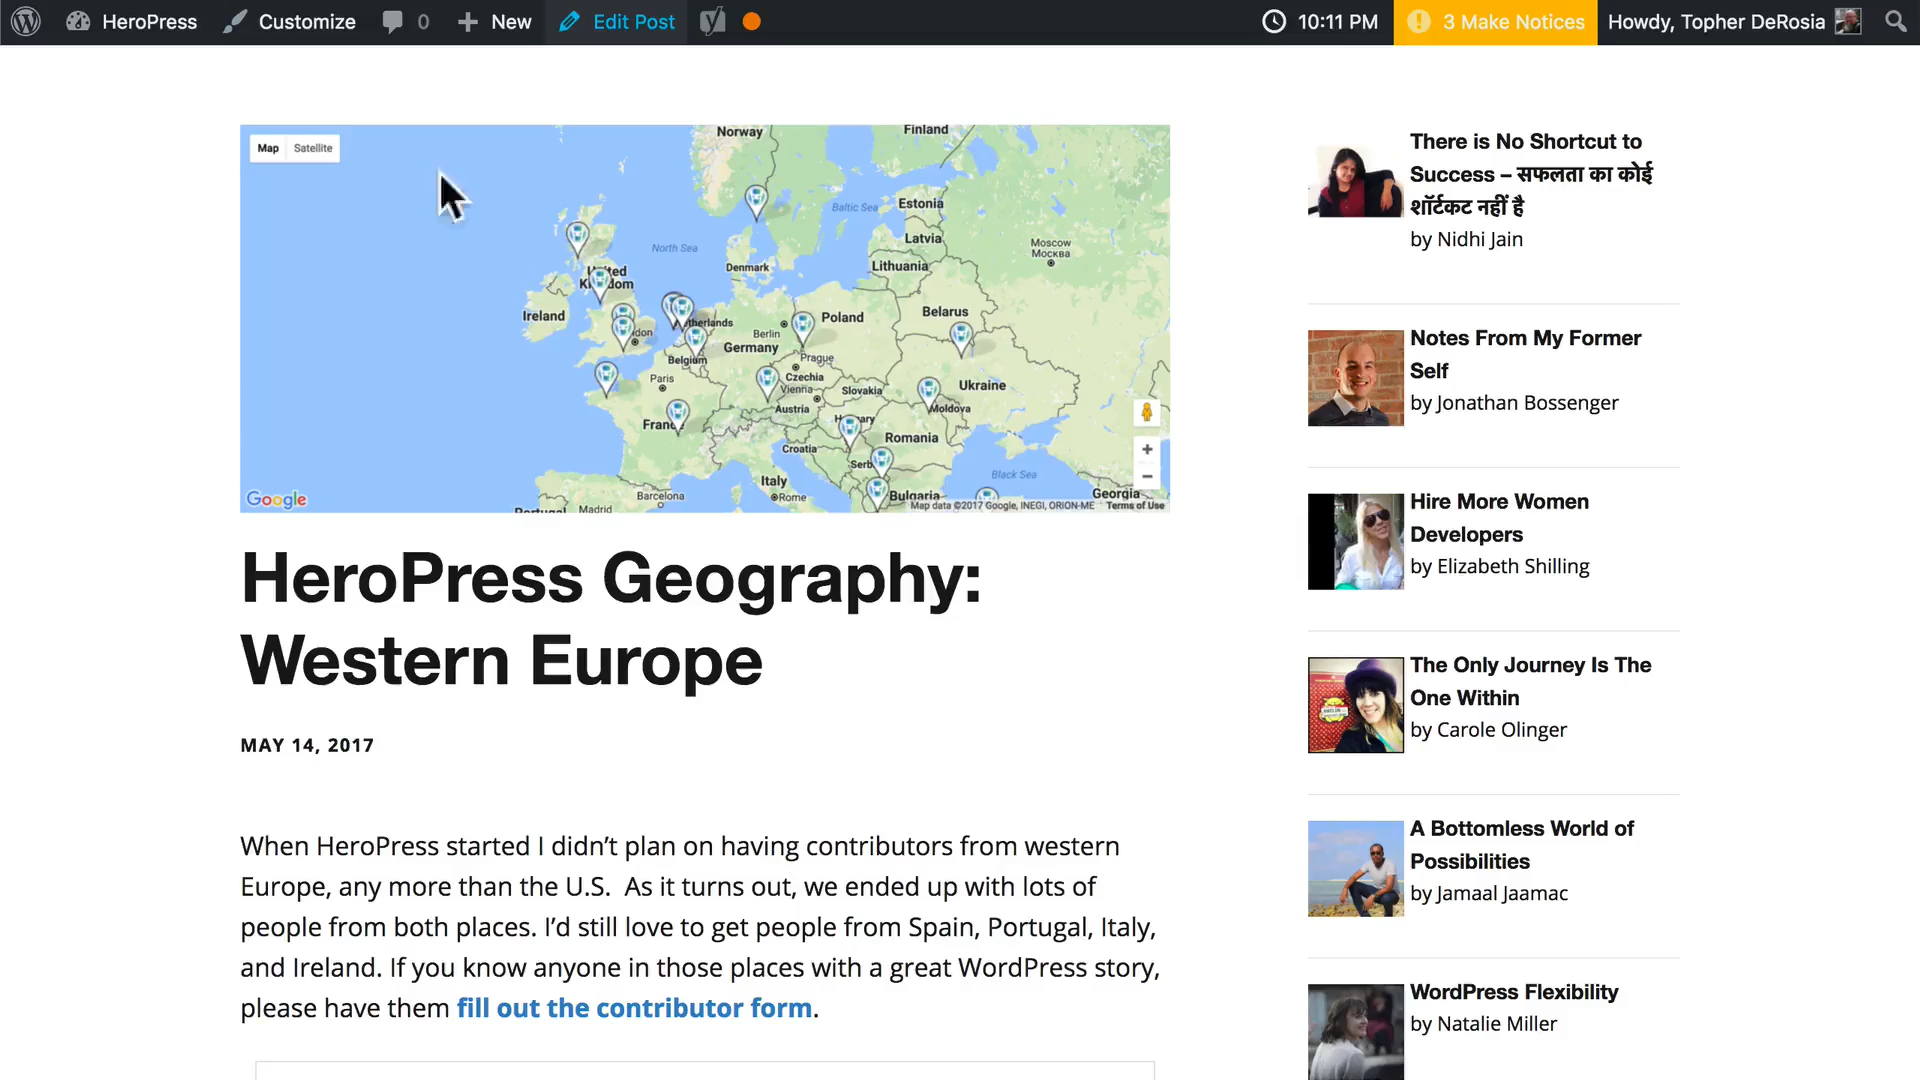 HeroPress
Customize
0
New
Edit Post
10:11 PM
3 Make Notices
Howdy, Topher DeRosia
Map Satellite
Norway
Finland
Estonia
Baltic Sea
Latvia
Moscow
Москва
North Sea
Denmark
Lithuania
United
Kingdom
Ireland
Belarus
Poland
Netherlands
Berlin
Germany
Belgium
Prague
Paris
Czechia
Ukraine
Vienna
Slovakia
Austria
Moldova
Hungary
France
Romania
Croatia
Serb
Italy
Black Sea
Barcelona
Rome
Bulgaria
Georgia
Portugal
Madrid
Google
Map data ©2017 Google, INEGI, ORION-ME Terms of Use
HeroPress Geography:
Western Europe
MAY 14, 2017
When HeroPress started I didn’t plan on having contributors from western
Europe, any more than the U.S.  As it turns out, we ended up with lots of
people from both places. I’d still love to get people from Spain, Portugal, Italy,
and Ireland. If you know anyone in those places with a great WordPress story,
please have them fill out the contributor form.
There is No Shortcut to
Success – सफलता का कोई
शॉर्टकट नहीं है
by Nidhi Jain
Notes From My Former
Self
by Jonathan Bossenger
Hire More Women
Developers
by Elizabeth Shilling
The Only Journey Is The
One Within
by Carole Olinger
A Bottomless World of
Possibilities
by Jamaal Jaamac
WordPress Flexibility
by Natalie Miller